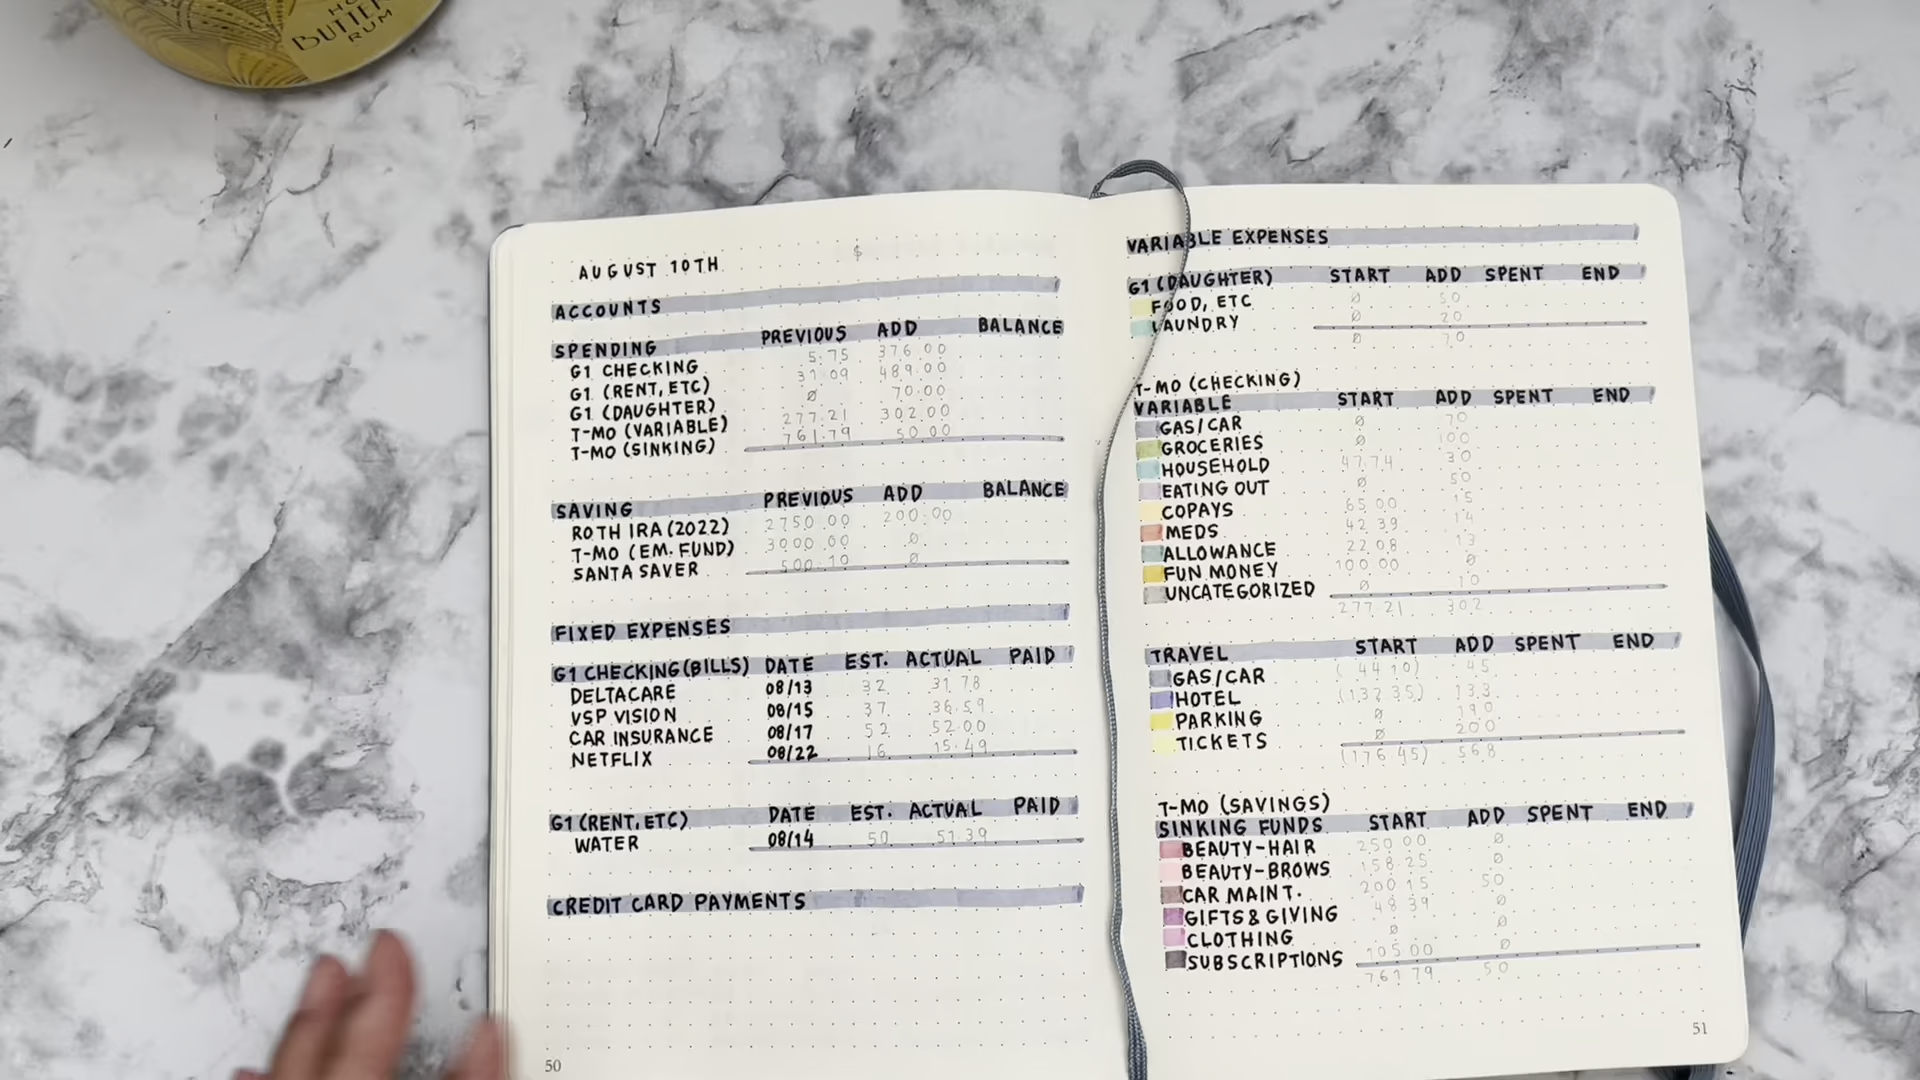 HOT
BUTTER
RUM
AUGUST 10TH $
ACCOUNTS
SPENDING PREVIOUS ADD BALANCE
G1 CHECKING 5.75 376.00
G1 (RENT, ETC) 31.09 489.00
G1 (DAUGHTER) Ø 70.00
T-MO (VARIABLE) 277.21 302.00
T-MO (SINKING) 761.79 50.00
SAVING PREVIOUS ADD BALANCE
ROTH IRA (2022) 2750.00 200.00
T-MO (EM. FUND) 3000.00 Ø
SANTA SAVER 500.10 Ø
FIXED EXPENSES
G1 CHECKING (BILLS) DATE EST. ACTUAL PAID
DELTACARE 08/13 32 31.78
VSP VISION 08/15 37 36.59
CAR INSURANCE 08/17 52 52.00
NETFLIX 08/22 16 15.49
G1 (RENT, ETC) DATE EST. ACTUAL PAID
WATER 08/14 50 51.39
CREDIT CARD PAYMENTS
50
VARIABLE EXPENSES
G1 (DAUGHTER) START ADD SPENT END
FOOD, ETC Ø 50
LAUNDRY Ø 20
Ø 70
T-MO (CHECKING)
VARIABLE START ADD SPENT END
GAS/CAR Ø 70
GROCERIES Ø 100
HOUSEHOLD 47.74 30
EATING OUT Ø 50
COPAYS 65.00 15
MEDS 42.39 14
ALLOWANCE 22.08 13
FUN MONEY 100.00 Ø
UNCATEGORIZED Ø 10
277.21 302
TRAVEL START ADD SPENT END
GAS/CAR (44.10) 45
HOTEL (132.35) 133
PARKING Ø 190
TICKETS Ø 200
(176.45) 568
T-MO (SAVINGS)
SINKING FUNDS START ADD SPENT END
BEAUTY-HAIR 250.00 Ø
BEAUTY-BROWS 158.25 Ø
CAR MAINT. 200.15 50
GIFTS & GIVING 48.39 Ø
CLOTHING Ø Ø
SUBSCRIPTIONS 105.00 Ø
761.79 50
51